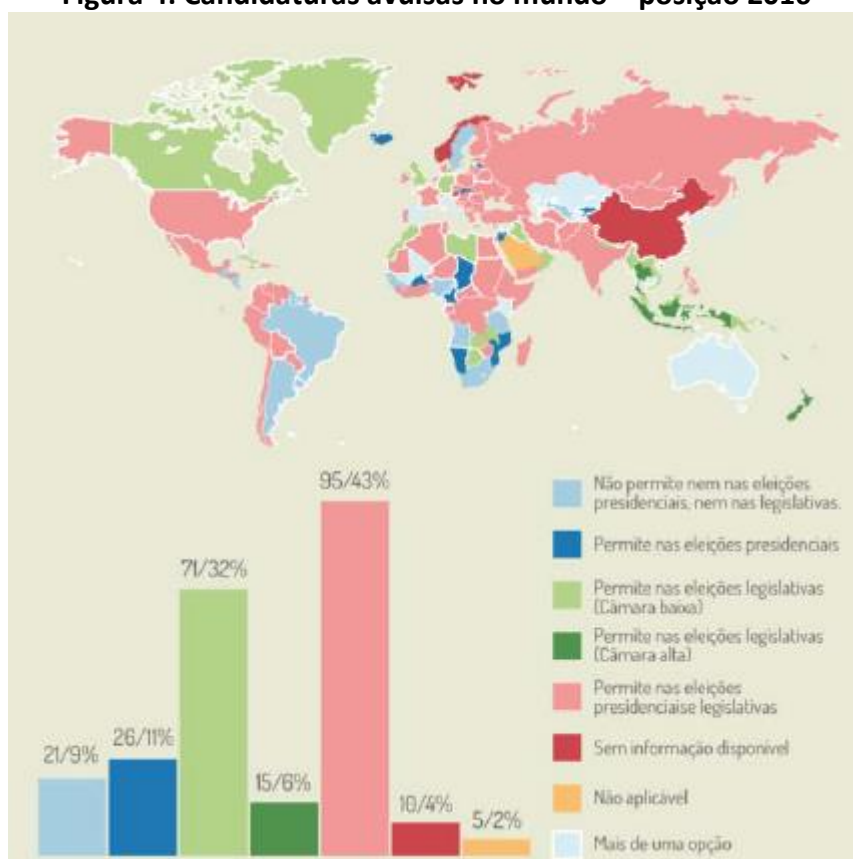 Figura 4. Candidaturas avulsas no mundo – posição 2016
95/43%
71/32%
26/11%
21/9%
15/6%
10/4%
5/2%
Não permite nem nas eleições
presidenciais, nem nas legislativas.
Permite nas eleições presidenciais
Permite nas eleições legislativas
(Câmara baixa)
Permite nas eleições legislativas
(Câmara alta)
Permite nas eleições
presidenciaise legislativas
Sem informação disponível
Não aplicável
Mais de uma opção